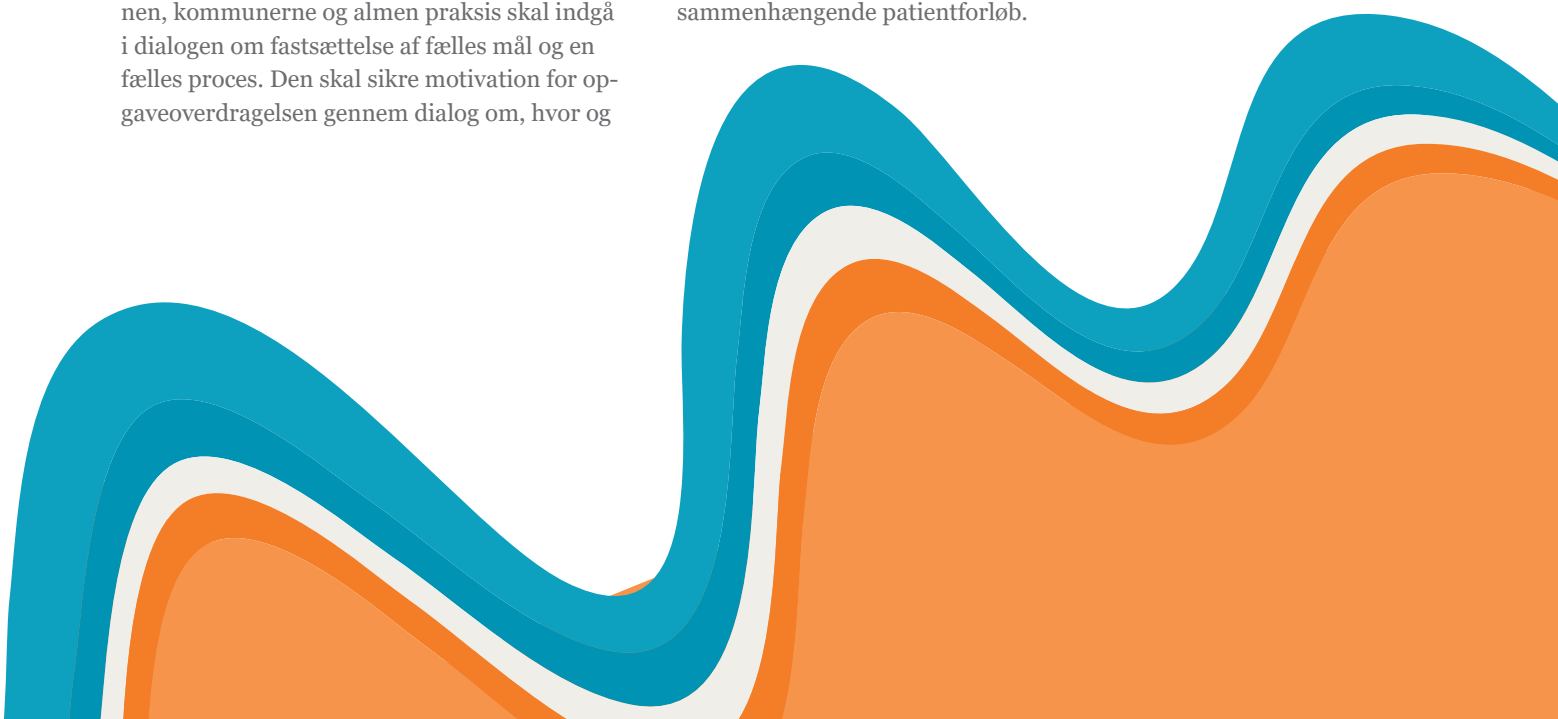 nen, kommunerne og almen praksis skal indgå
i dialogen om fastsættelse af fælles mål og en
fælles proces. Den skal sikre motivation for op-
gaveoverdragelsen gennem dialog om, hvor og
sammenhængende patientforløb.